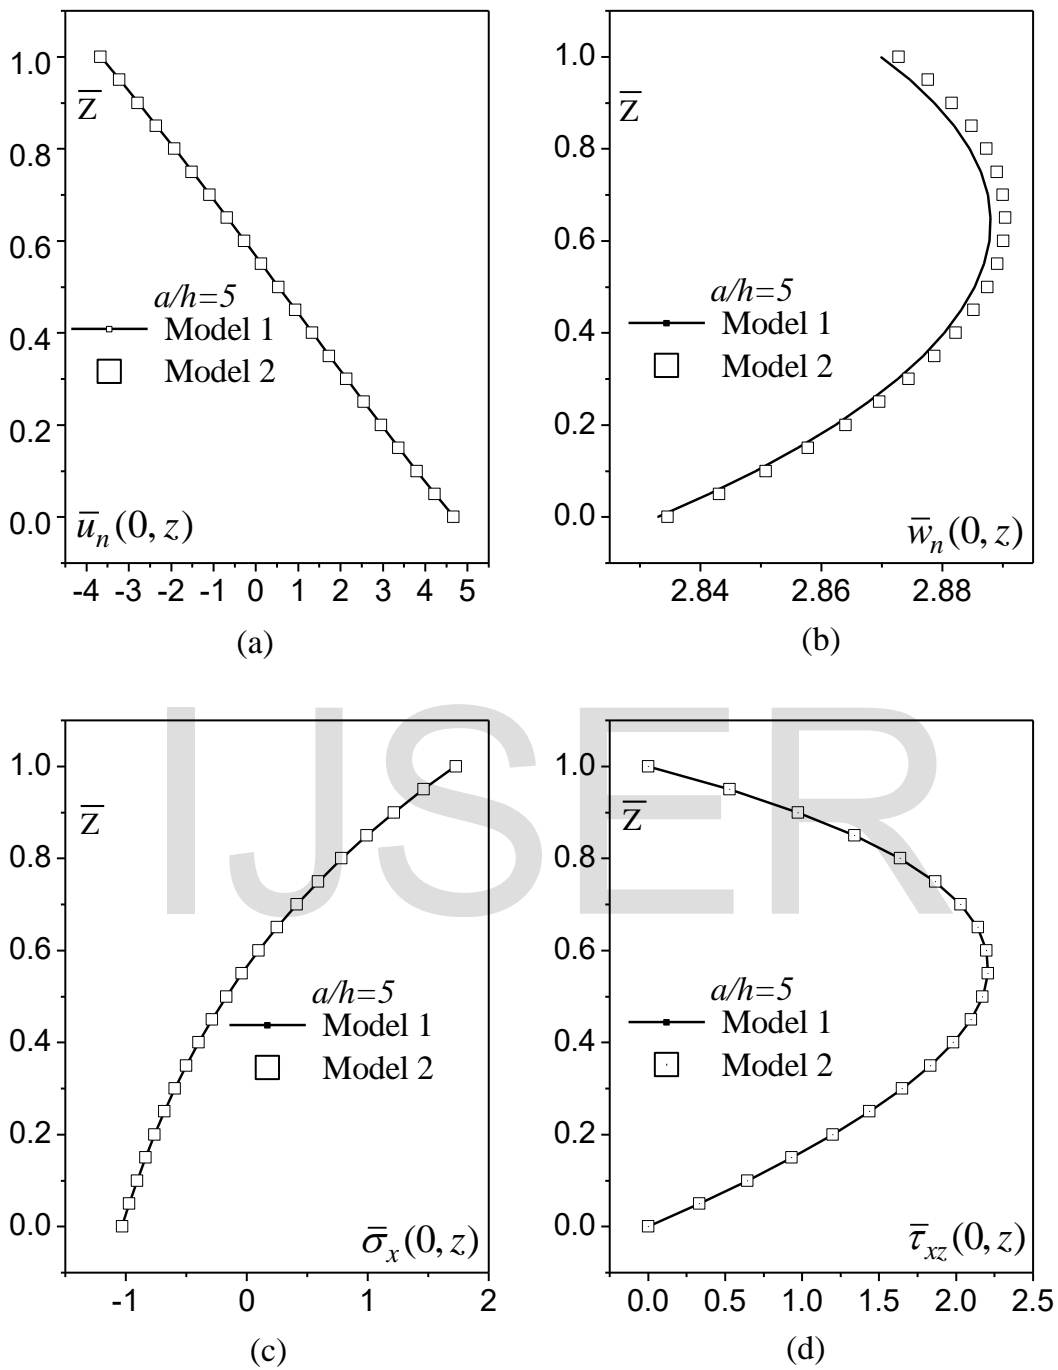 1.0
z̅
0.8
0.6
a/h=5
Model 1
0.4
Model 2
0.2
0.0
u̅ₙ(0, z)
-4 -3 -2 -1 0 1 2 3 4 5
(a)
1.0
z̅
0.8
0.6
a/h=5
Model 1
0.4
Model 2
0.2
0.0
w̅ₙ(0, z)
2.84 2.86 2.88
(b)
IJSER
1.0
z̅
0.8
0.6
a/h=5
Model 1
0.4
Model 2
0.2
0.0
σ̅ₓ(0, z)
-1 0 1 2
(c)
1.0
z̅
0.8
0.6
a/h=5
Model 1
0.4
Model 2
0.2
0.0
τ̅xz(0, z)
0.0 0.5 1.0 1.5 2.0 2.5
(d)